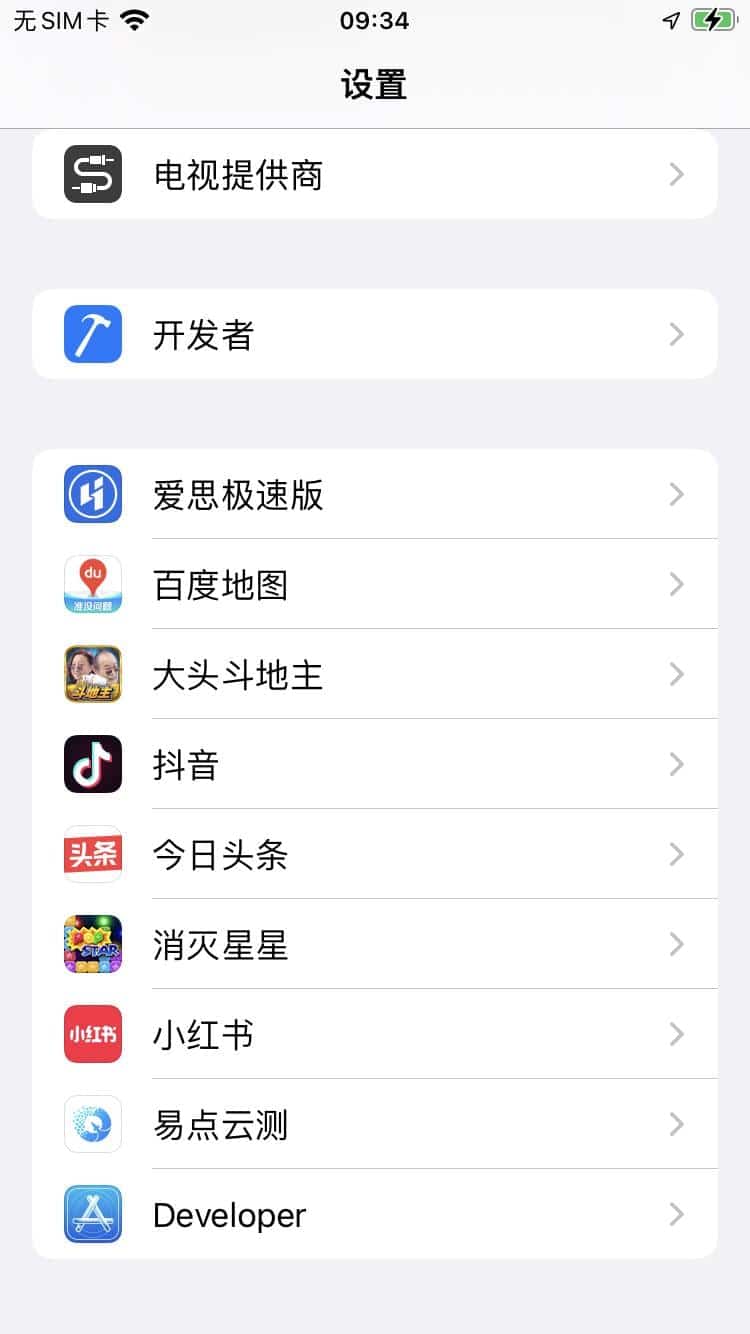 无SIM卡 09:34
设置
电视提供商
开发者
爱思极速版
du
准没问题
百度地图
斗地主
大头斗地主
抖音
头条
今日头条
STAR
消灭星星
小红书
小红书
易点云测
Developer